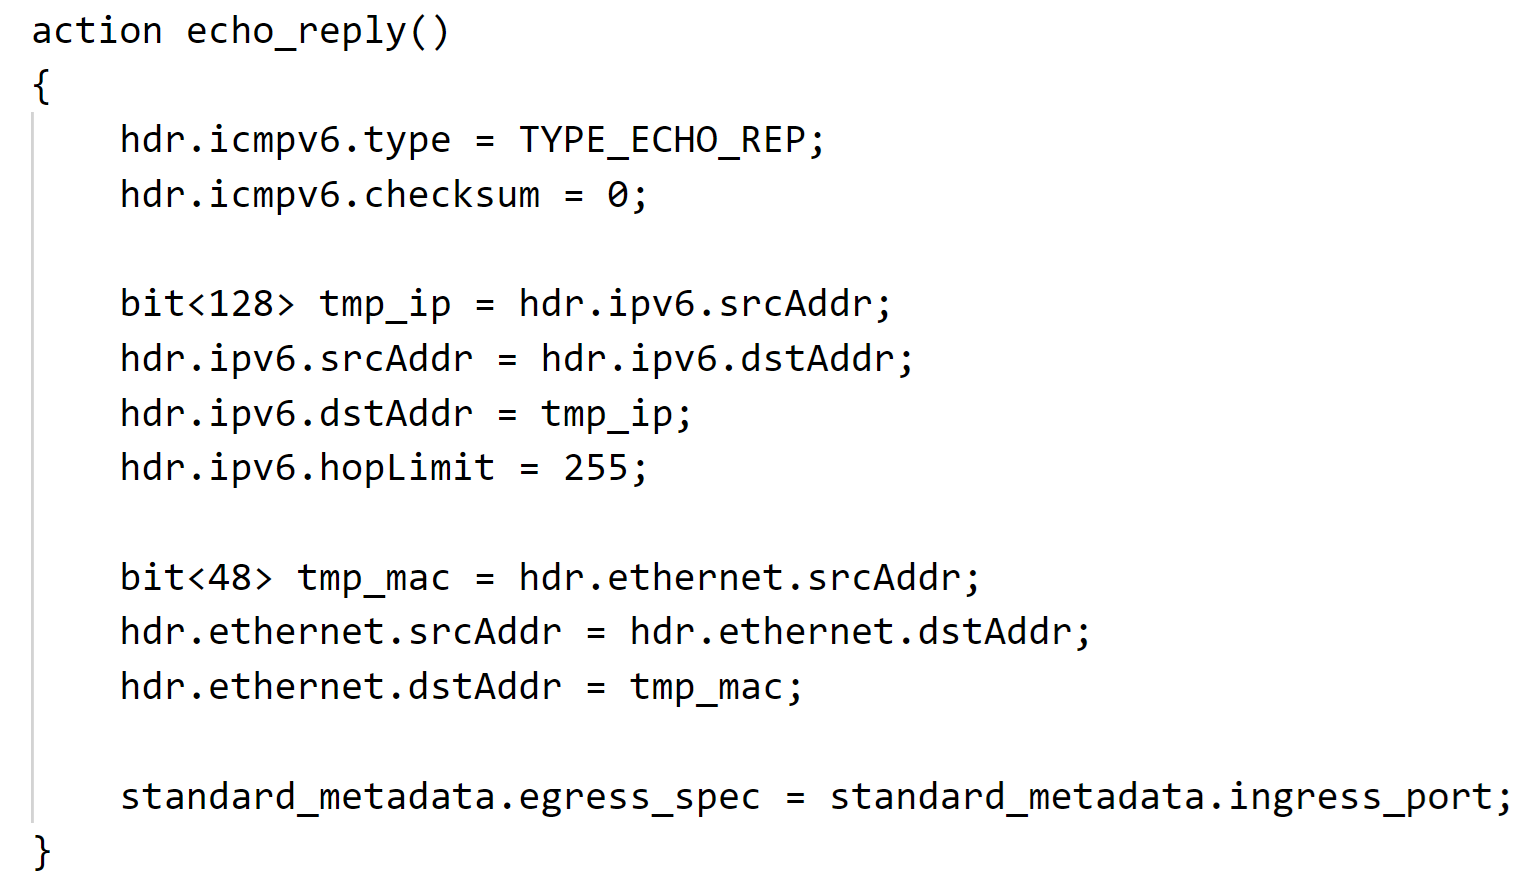 action echo_reply()
{
    hdr.icmpv6.type = TYPE_ECHO_REP;
    hdr.icmpv6.checksum = 0;

    bit<128> tmp_ip = hdr.ipv6.srcAddr;
    hdr.ipv6.srcAddr = hdr.ipv6.dstAddr;
    hdr.ipv6.dstAddr = tmp_ip;
    hdr.ipv6.hopLimit = 255;

    bit<48> tmp_mac = hdr.ethernet.srcAddr;
    hdr.ethernet.srcAddr = hdr.ethernet.dstAddr;
    hdr.ethernet.dstAddr = tmp_mac;

    standard_metadata.egress_spec = standard_metadata.ingress_port;
}